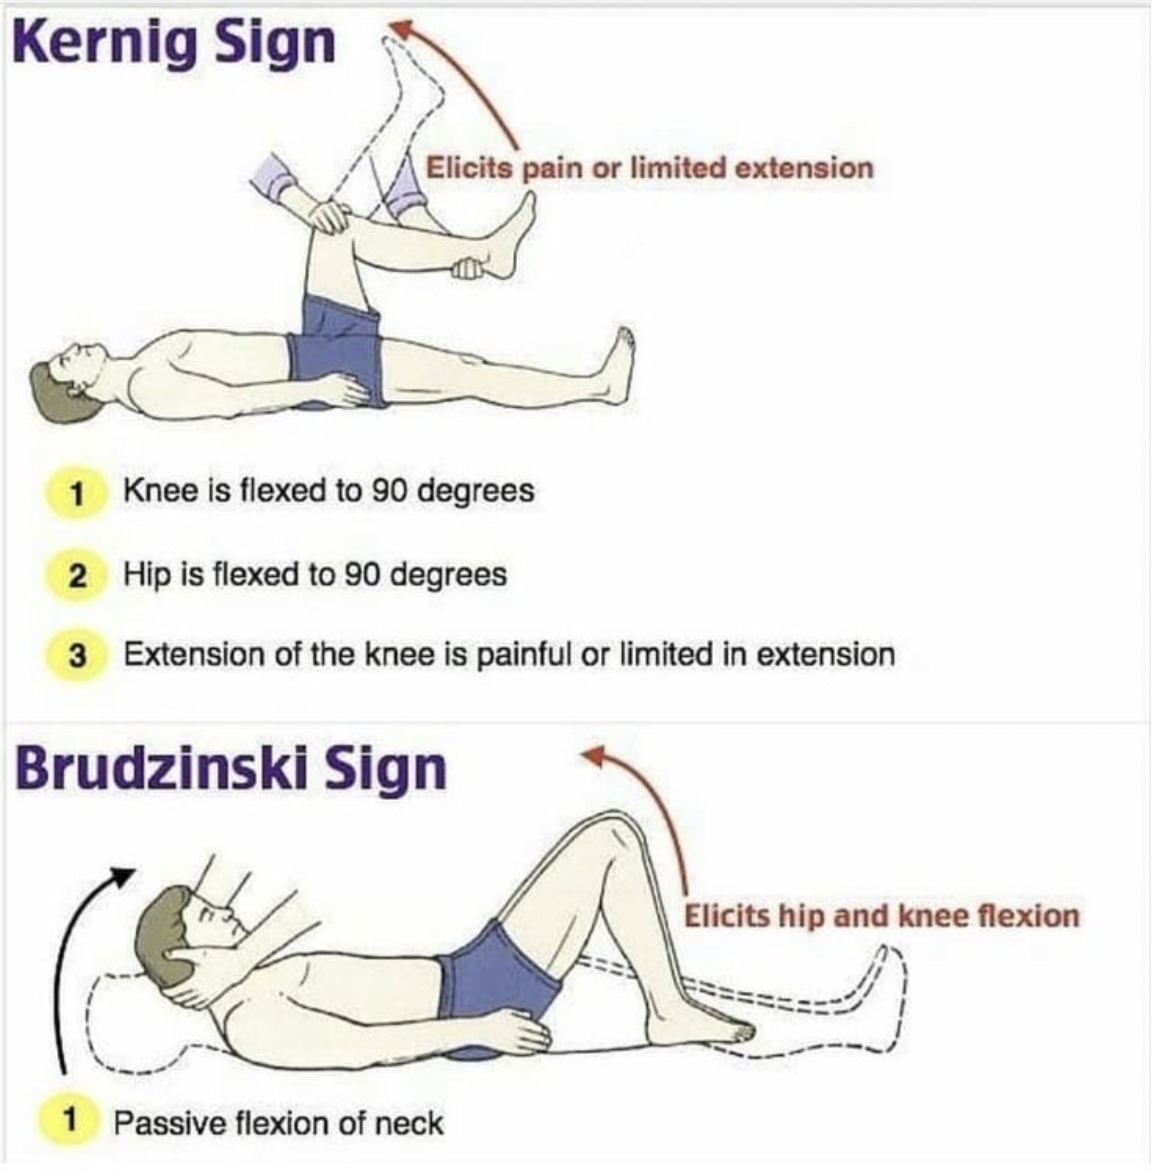 Kernig Sign
Elicits pain or limited extension
1 Knee is flexed to 90 degrees
2 Hip is flexed to 90 degrees
3 Extension of the knee is painful or limited in extension
Brudzinski Sign
Elicits hip and knee flexion
1 Passive flexion of neck